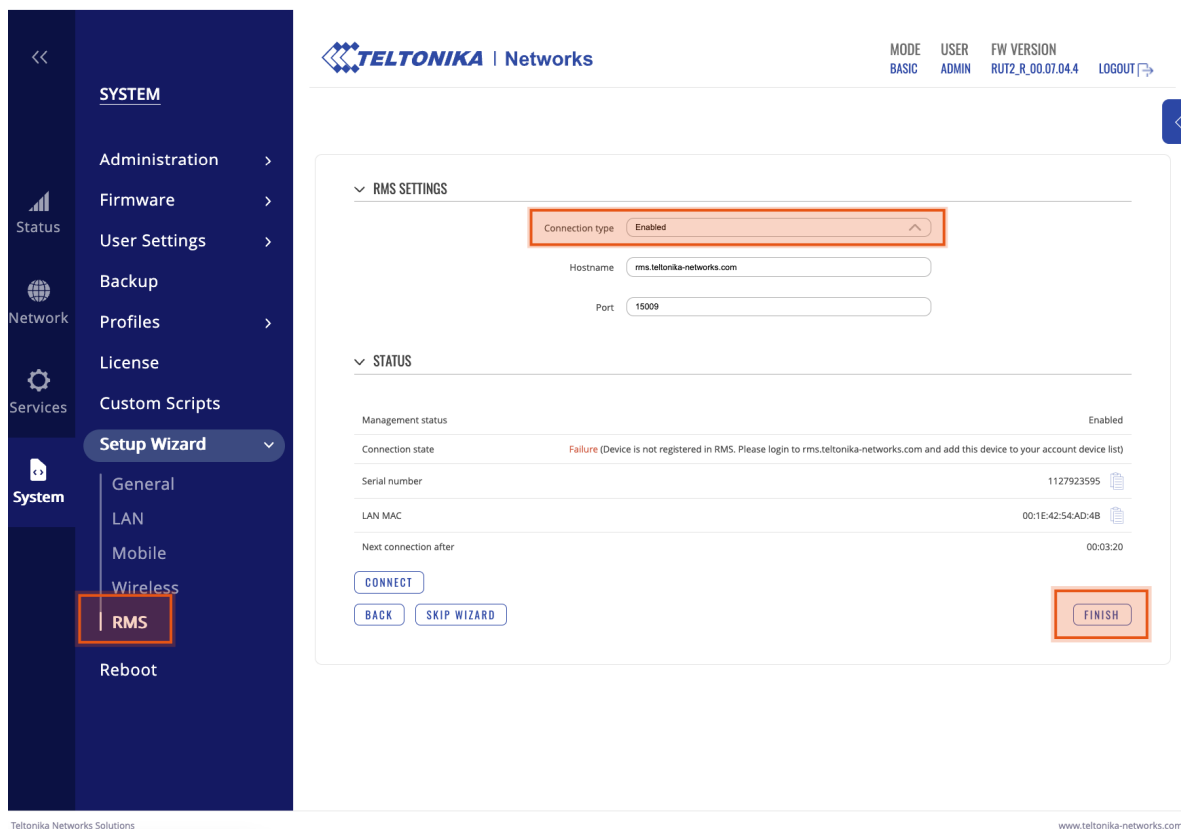 TELTONIKA | Networks
MODE USER FW VERSION
BASIC ADMIN RUT2_R_00.07.04.4 LOGOUT
SYSTEM
Administration
Firmware
User Settings
Backup
Profiles
License
Custom Scripts
Setup Wizard
General
LAN
Mobile
Wireless
RMS
Reboot
Status
Network
Services
System
RMS SETTINGS
Connection type Enabled
Hostname rms.teltonika-networks.com
Port 15009
STATUS
Management status Enabled
Connection state Failure (Device is not registered in RMS. Please login to rms.teltonika-networks.com and add this device to your account device list)
Serial number 1127923595
LAN MAC 00:1E:42:54:AD:4B
Next connection after 00:03:20
CONNECT
BACK SKIP WIZARD FINISH
Teltonika Networks Solutions www.teltonika-networks.com